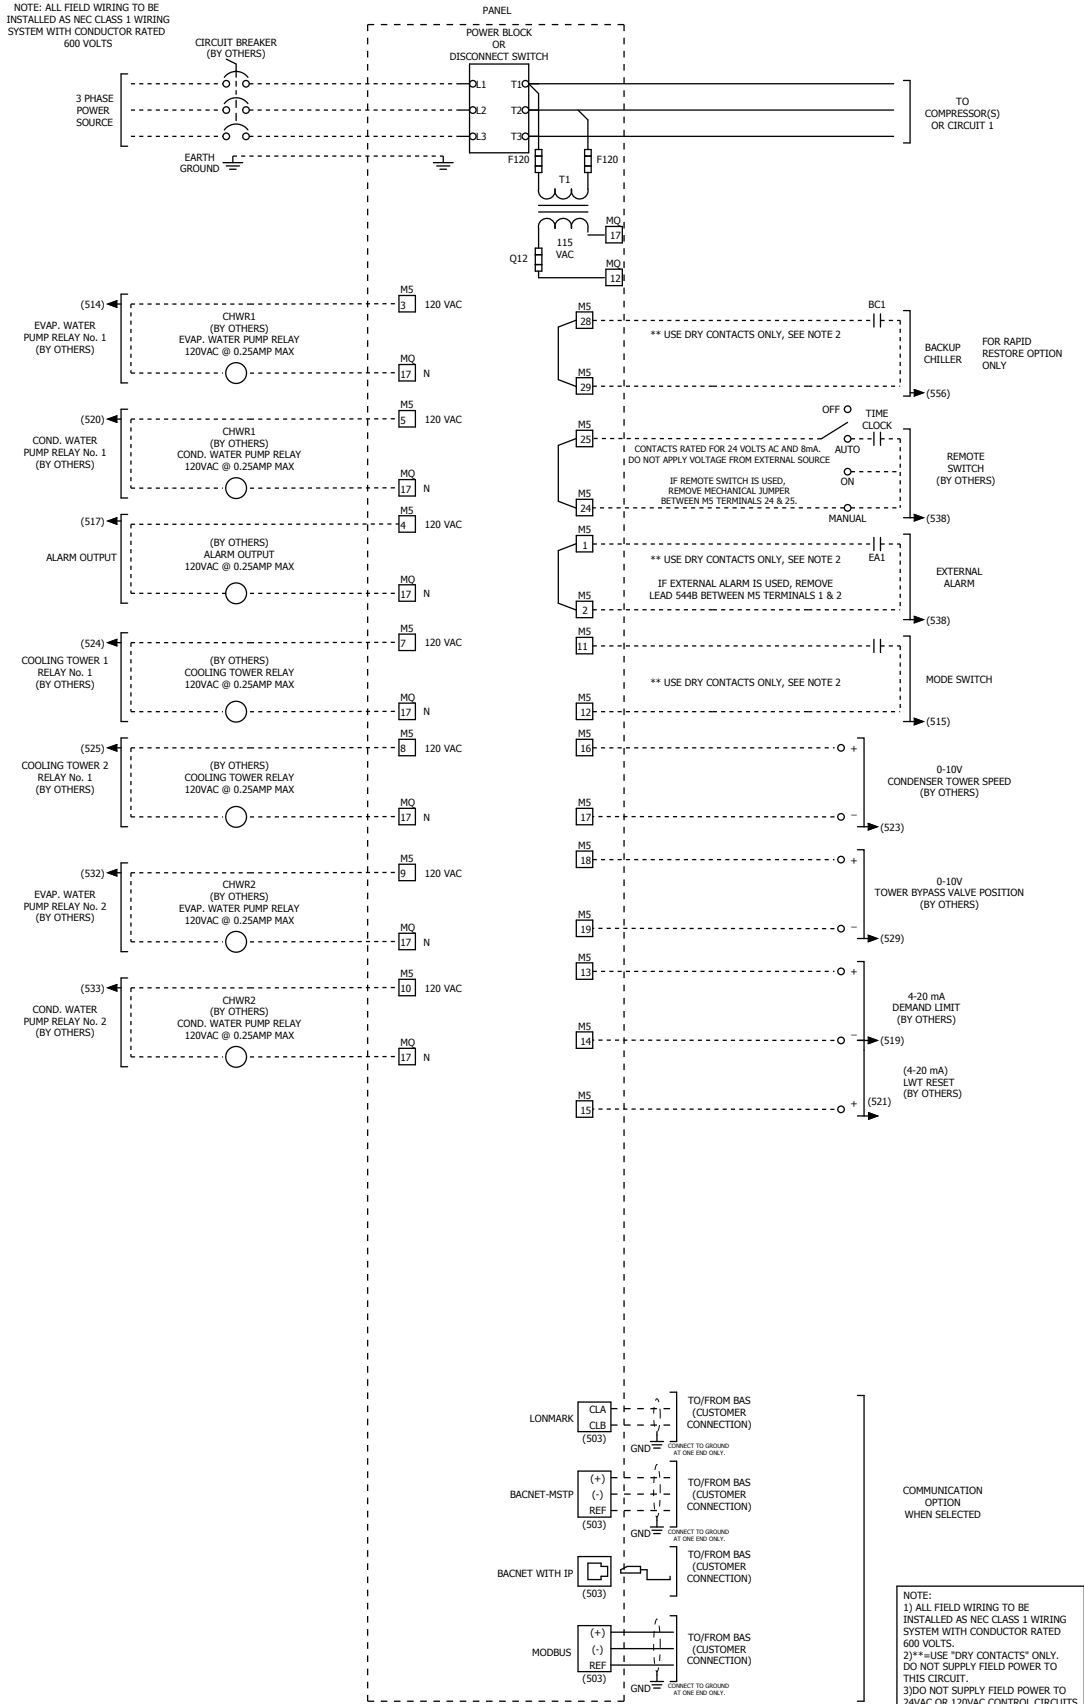 NOTE: ALL FIELD WIRING TO BE
INSTALLED AS NEC CLASS 1 WIRING
SYSTEM WITH CONDUCTOR RATED
600 VOLTS
PANEL
CIRCUIT BREAKER
(BY OTHERS)
POWER BLOCK
OR
DISCONNECT SWITCH
3 PHASE
POWER
SOURCE
L1 T1
L2 T2
L3 T3
TO
COMPRESSOR(S)
OR CIRCUIT 1
EARTH
GROUND
F120 F120
T1
115
VAC
Q12
MQ
17
MQ
12
(514)
EVAP. WATER
PUMP RELAY No. 1
(BY OTHERS)
CHWR1
(BY OTHERS)
EVAP. WATER PUMP RELAY
120VAC @ 0.25AMP MAX
M5
3 120 VAC
MQ
17 N
(520)
COND. WATER
PUMP RELAY No. 1
(BY OTHERS)
CHWR1
(BY OTHERS)
COND. WATER PUMP RELAY
120VAC @ 0.25AMP MAX
M5
5 120 VAC
MQ
17 N
(517)
ALARM OUTPUT
(BY OTHERS)
ALARM OUTPUT
120VAC @ 0.25AMP MAX
M5
4 120 VAC
MQ
17 N
(524)
COOLING TOWER 1
RELAY No. 1
(BY OTHERS)
(BY OTHERS)
COOLING TOWER RELAY
120VAC @ 0.25AMP MAX
M5
7 120 VAC
MQ
17 N
(525)
COOLING TOWER 2
RELAY No. 1
(BY OTHERS)
(BY OTHERS)
COOLING TOWER RELAY
120VAC @ 0.25AMP MAX
M5
8 120 VAC
MQ
17 N
(532)
EVAP. WATER
PUMP RELAY No. 2
(BY OTHERS)
CHWR2
(BY OTHERS)
EVAP. WATER PUMP RELAY
120VAC @ 0.25AMP MAX
M5
9 120 VAC
MQ
17 N
(533)
COND. WATER
PUMP RELAY No. 2
(BY OTHERS)
CHWR2
(BY OTHERS)
COND. WATER PUMP RELAY
120VAC @ 0.25AMP MAX
M5
10 120 VAC
MQ
17 N
M5
28
BC1
** USE DRY CONTACTS ONLY, SEE NOTE 2
M5
29
BACKUP
CHILLER
FOR RAPID
RESTORE OPTION
ONLY
(556)
M5
25
OFF
TIME
CLOCK
AUTO
CONTACTS RATED FOR 24 VOLTS AC AND 8mA.
DO NOT APPLY VOLTAGE FROM EXTERNAL SOURCE
ON
IF REMOTE SWITCH IS USED,
REMOVE MECHANICAL JUMPER
BETWEEN M5 TERMINALS 24 & 25.
M5
24
MANUAL
REMOTE
SWITCH
(BY OTHERS)
(538)
M5
1
EA1
** USE DRY CONTACTS ONLY, SEE NOTE 2
IF EXTERNAL ALARM IS USED, REMOVE
LEAD 544B BETWEEN M5 TERMINALS 1 & 2
M5
2
EXTERNAL
ALARM
(538)
M5
11
** USE DRY CONTACTS ONLY, SEE NOTE 2
M5
12
MODE SWITCH
(515)
M5
16 +
M5
17 −
0-10V
CONDENSER TOWER SPEED
(BY OTHERS)
(523)
M5
18 +
M5
19 −
0-10V
TOWER BYPASS VALVE POSITION
(BY OTHERS)
(529)
M5
13 +
4-20 mA
DEMAND LIMIT
(BY OTHERS)
M5
14 −
(519)
(4-20 mA)
LWT RESET
(BY OTHERS)
M5
15 +
(521)
LONMARK
CLA
CLB
(503)
GND
CONNECT TO GROUND
AT ONE END ONLY.
TO/FROM BAS
(CUSTOMER
CONNECTION)
BACNET-MSTP
(+)
(-)
REF
(503)
GND
CONNECT TO GROUND
AT ONE END ONLY.
TO/FROM BAS
(CUSTOMER
CONNECTION)
BACNET WITH IP
(503)
TO/FROM BAS
(CUSTOMER
CONNECTION)
MODBUS
(+)
(-)
REF
(503)
GND
CONNECT TO GROUND
AT ONE END ONLY.
TO/FROM BAS
(CUSTOMER
CONNECTION)
COMMUNICATION
OPTION
WHEN SELECTED
NOTE:
1) ALL FIELD WIRING TO BE
INSTALLED AS NEC CLASS 1 WIRING
SYSTEM WITH CONDUCTOR RATED
600 VOLTS.
2)**=USE "DRY CONTACTS" ONLY.
DO NOT SUPPLY FIELD POWER TO
THIS CIRCUIT.
3)DO NOT SUPPLY FIELD POWER TO
24VAC OR 120VAC CONTROL CIRCUITS